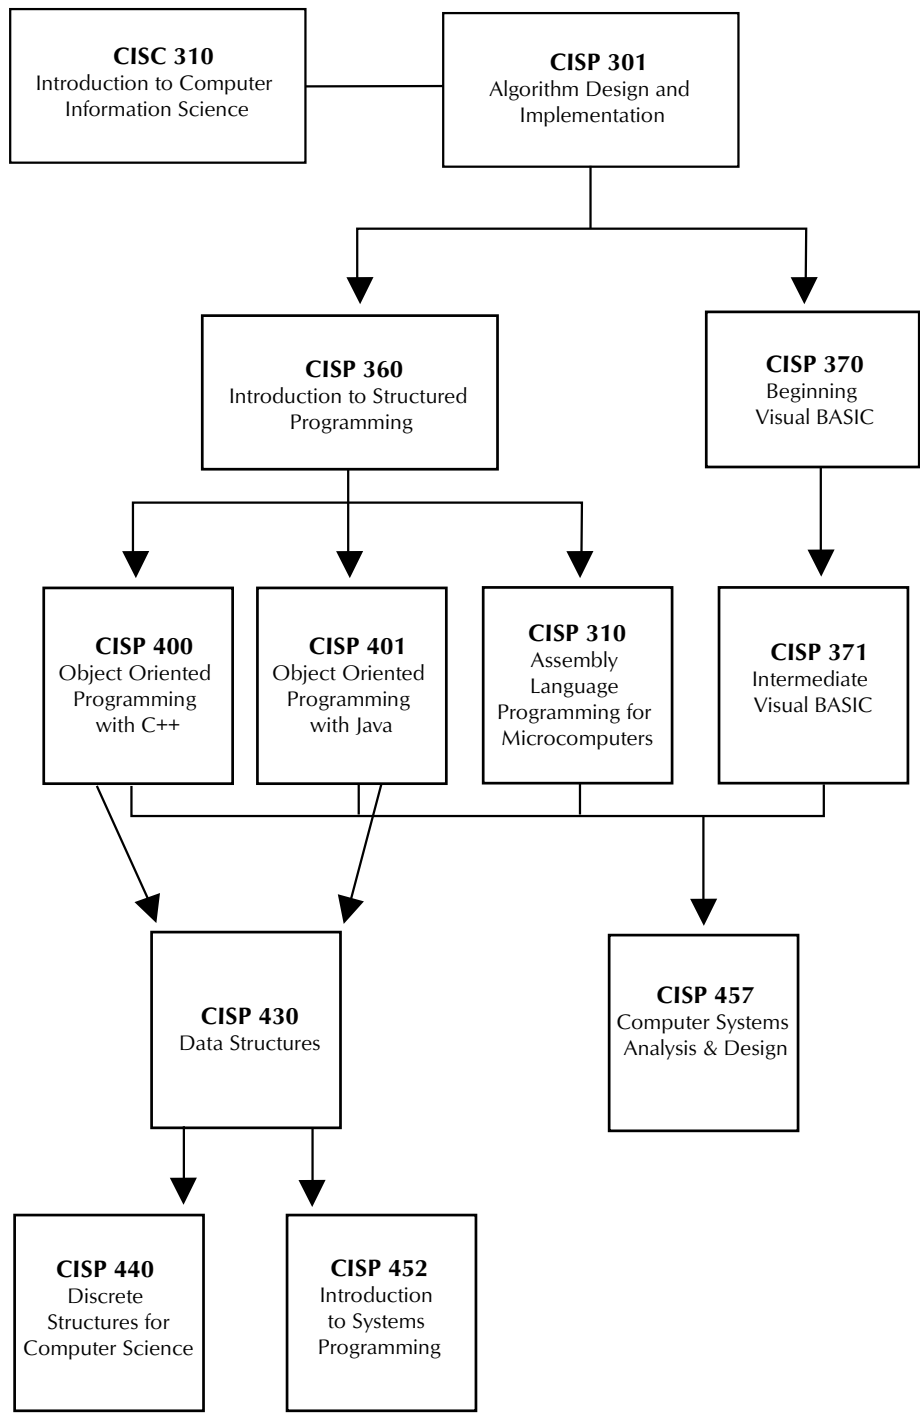 CISC 310
Introduction to Computer
Information Science
CISP 301
Algorithm Design and
Implementation
CISP 360
Introduction to Structured
Programming
CISP 370
Beginning
Visual BASIC
CISP 400
Object Oriented
Programming
with C++
CISP 401
Object Oriented
Programming
with Java
CISP 310
Assembly
Language
Programming for
Microcomputers
CISP 371
Intermediate
Visual BASIC
CISP 430
Data Structures
CISP 457
Computer Systems
Analysis & Design
CISP 440
Discrete
Structures for
Computer Science
CISP 452
Introduction
to Systems
Programming